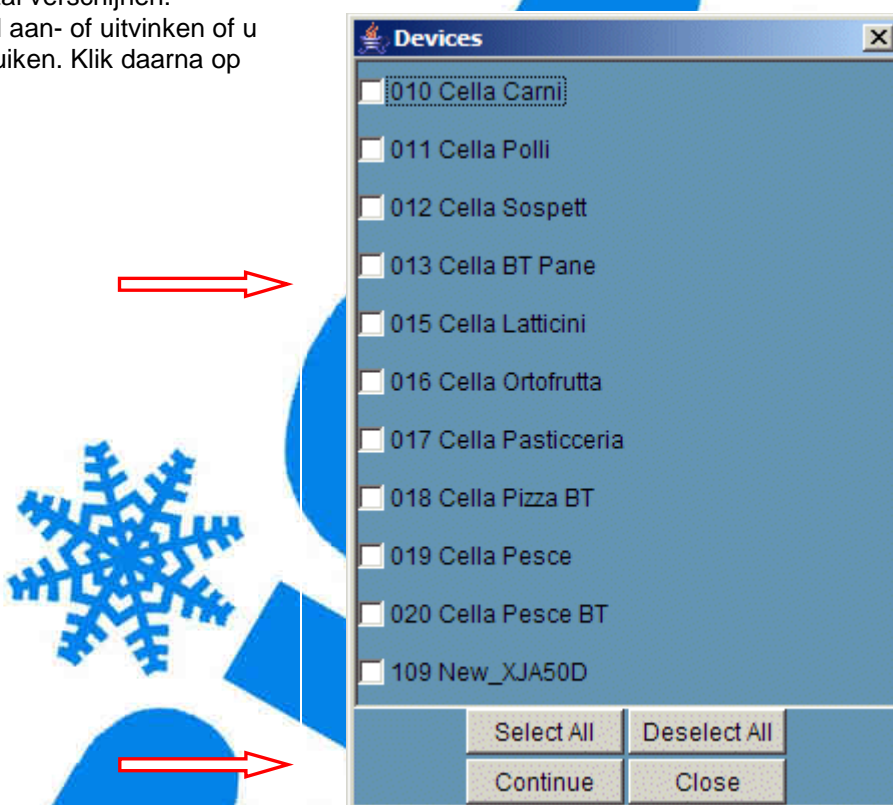 aan- of uitvinken of u
Klik daarna op
Devices
010 Cella Carni
011 Cella Polli
012 Cella Sospett
013 Cella BT Pane
015 Cella Latticini
016 Cella Ortofrutta
017 Cella Pasticceria
018 Cella Pizza BT
019 Cella Pesce
020 Cella Pesce BT
109 New_XJA50D
Select All Deselect All
Continue Close